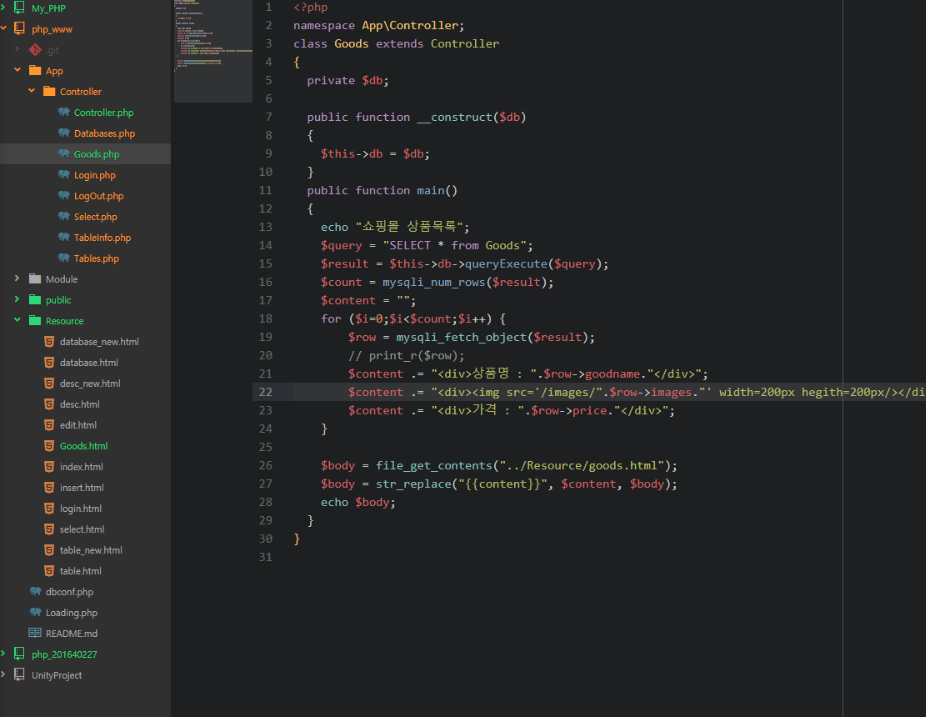 My_PHP
php_www
.git
App
Controller
Controller.php
Databases.php
Goods.php
Login.php
LogOut.php
Select.php
TableInfo.php
Tables.php
Module
public
Resource
database_new.html
database.html
desc_new.html
desc.html
edit.html
Goods.html
index.html
insert.html
login.html
select.html
table_new.html
table.html
dbconf.php
Loading.php
README.md
php_201640227
UnityProject
1 <?php
2 namespace App\Controller;
3 class Goods extends Controller
4 {
5 private $db;
6
7 public function __construct($db)
8 {
9 $this->db = $db;
10 }
11 public function main()
12 {
13 echo "쇼핑몰 상품목록";
14 $query = "SELECT * from Goods";
15 $result = $this->db->queryExecute($query);
16 $count = mysqli_num_rows($result);
17 $content = "";
18 for ($i=0;$i<$count;$i++) {
19 $row = mysqli_fetch_object($result);
20 // print_r($row);
21 $content .= "<div>상품명 : ".$row->goodname."</div>";
22 $content .= "<div><img src='/images/".$row->images."' width=200px hegith=200px/></di
23 $content .= "<div>가격 : ".$row->price."</div>";
24 }
25
26 $body = file_get_contents("../Resource/goods.html");
27 $body = str_replace("{{content}}", $content, $body);
28 echo $body;
29 }
30 }
31